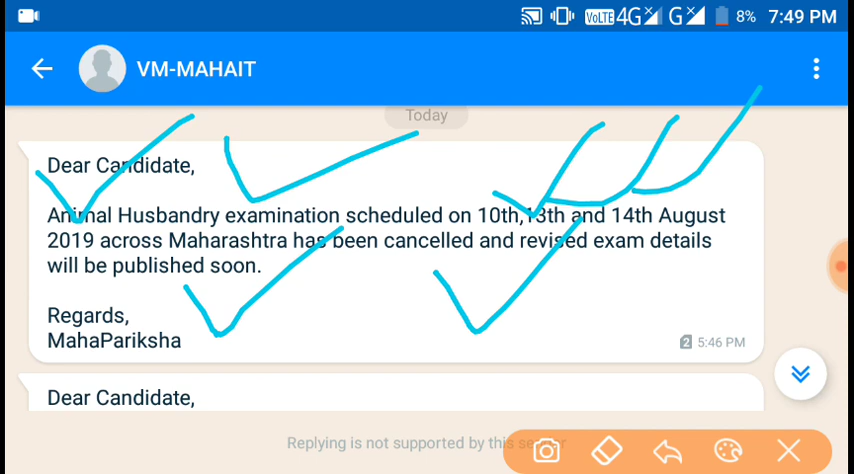 VoLTE 4G G 8% 7:49 PM
VM-MAHAIT
Today
Dear Candidate,
Animal Husbandry examination scheduled on 10th,13th and 14th August
2019 across Maharashtra has been cancelled and revised exam details
will be published soon.
Regards,
MahaPariksha
2 5:46 PM
Dear Candidate,
Replying is not supported by this sender